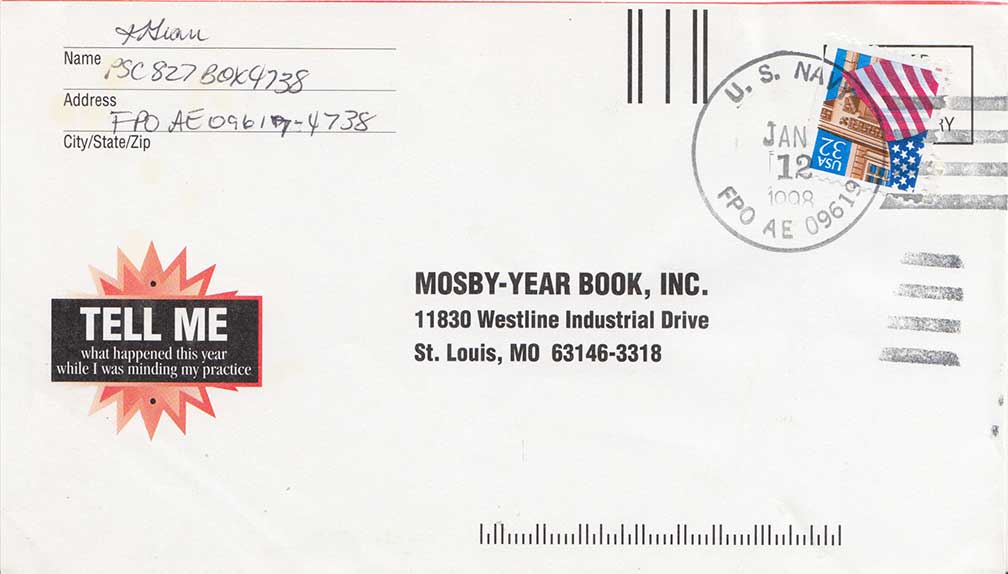 Name
PSC 827 BOX 4738
Address
FPO AE 09617-4738
City/State/Zip
U. S. NAVY
JAN
12
1998
FPO AE 09619
USA
32
RY
TELL ME
what happened this year
while I was minding my practice
MOSBY-YEAR BOOK, INC.
11830 Westline Industrial Drive
St. Louis, MO 63146-3318